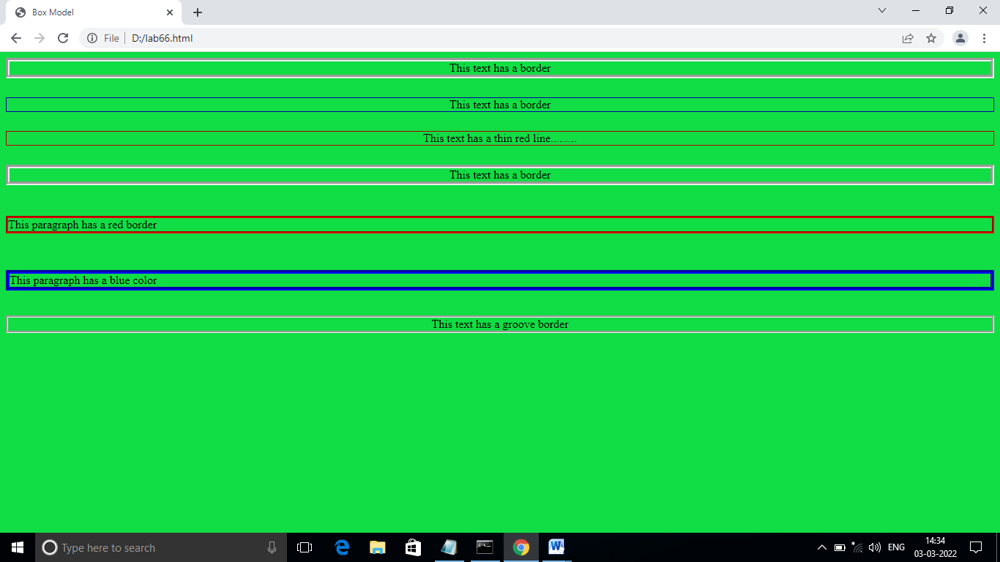 Box Model
File
D:/lab66.html
This text has a border
This text has a border
This text has a thin red line.........
This text has a border
This paragraph has a red border
This paragraph has a blue color
This text has a groove border
Type here to search
ENG
14:34
03-03-2022